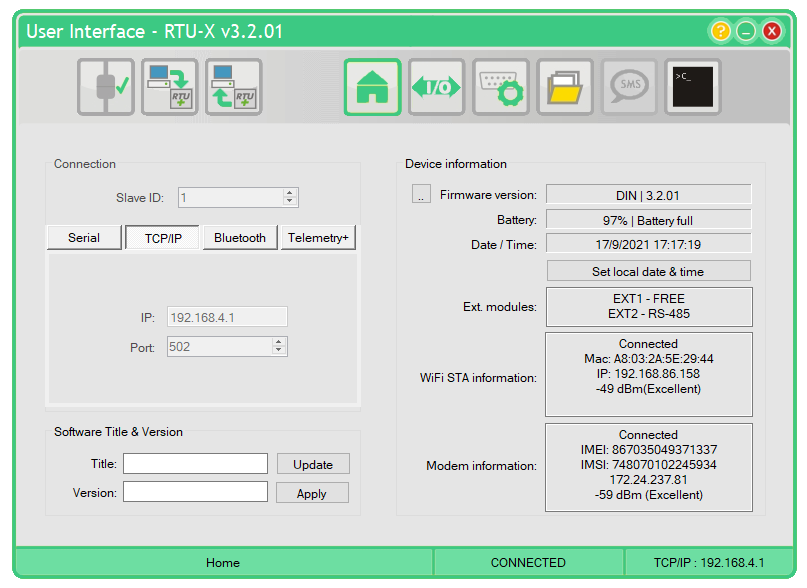 User Interface - RTU-X v3.2.01
?
RTU
RTU
I/O
SMS
>C_
Connection
Slave ID: 1
Serial TCP/IP Bluetooth Telemetry+
IP: 192.168.4.1
Port: 502
Software Title & Version
Title: Update
Version: Apply
Device information
.. Firmware version: DIN | 3.2.01
Battery: 97% | Battery full
Date / Time: 17/9/2021 17:17:19
Set local date & time
Ext. modules: EXT1 - FREE
EXT2 - RS-485
WiFi STA information: Connected
Mac: A8:03:2A:5E:29:44
IP: 192.168.86.158
-49 dBm(Excellent)
Modem information: Connected
IMEI: 867035049371337
IMSI: 748070102245934
172.24.237.81
-59 dBm (Excellent)
Home CONNECTED TCP/IP : 192.168.4.1